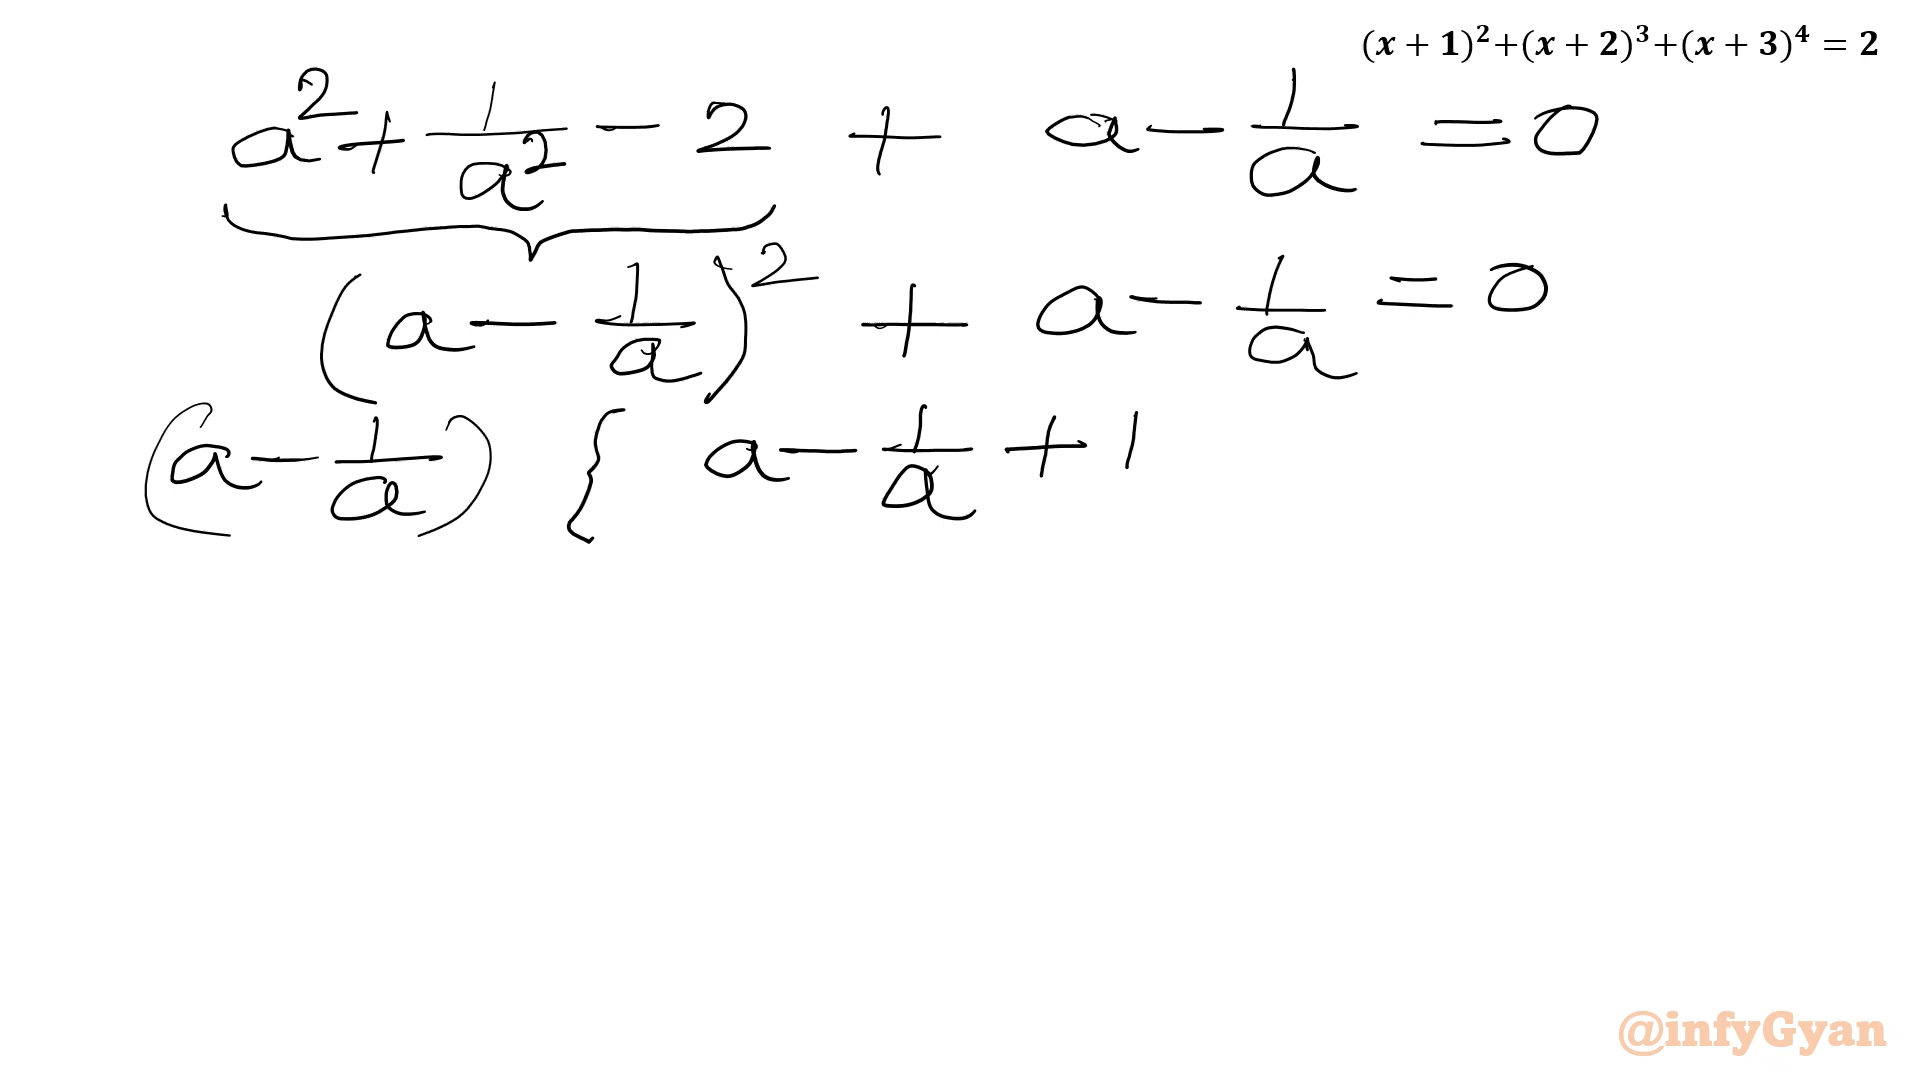 (x + 1)²+(x + 2)³+(x + 3)⁴ = 2
a² + 1/a² - 2 + a - 1/a = 0
(a - 1/a)² + a - 1/a = 0
(a - 1/a) { a - 1/a + 1
@infyGyan